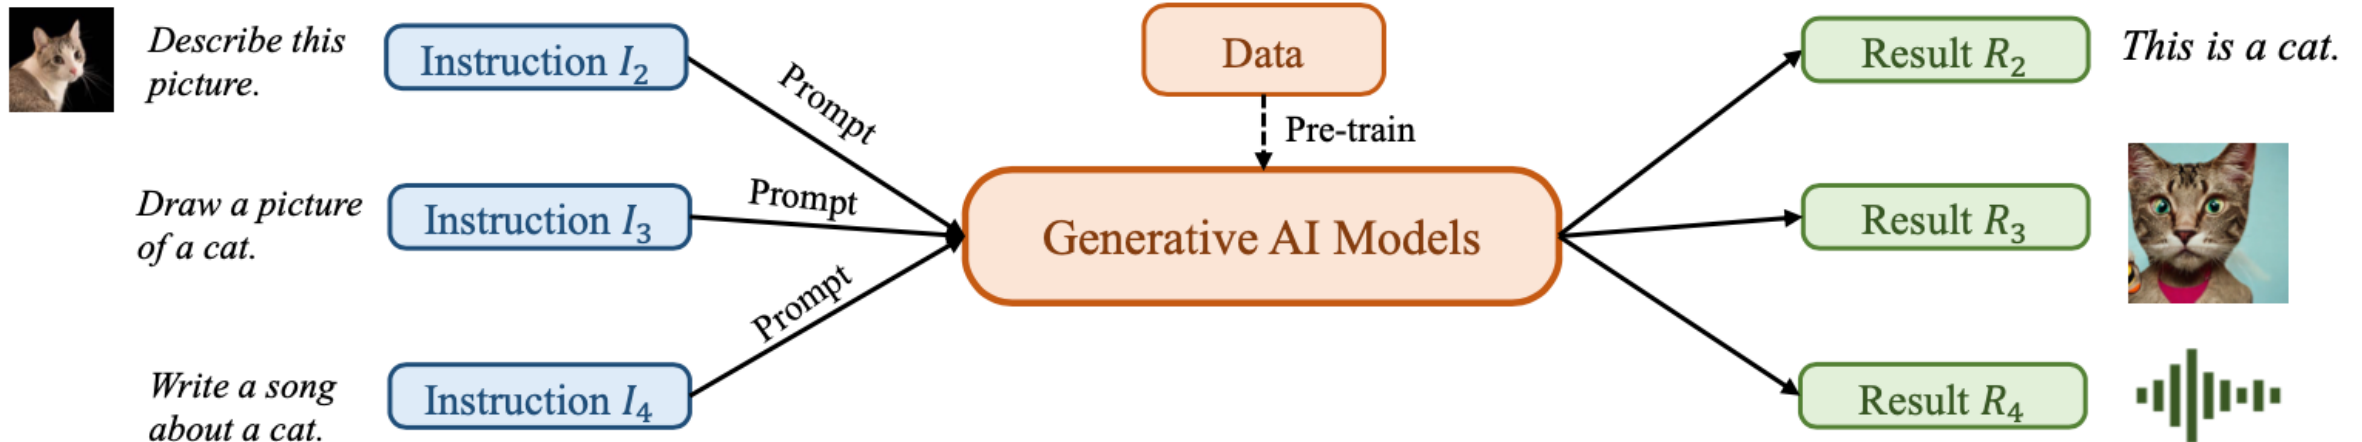 Describe this
picture.
Instruction I₂
Prompt
Data
Pre-train
Result R₂
This is a cat.
Draw a picture
of a cat.
Instruction I₃
Prompt
Generative AI Models
Result R₃
Write a song
about a cat.
Instruction I₄
Prompt
Result R₄